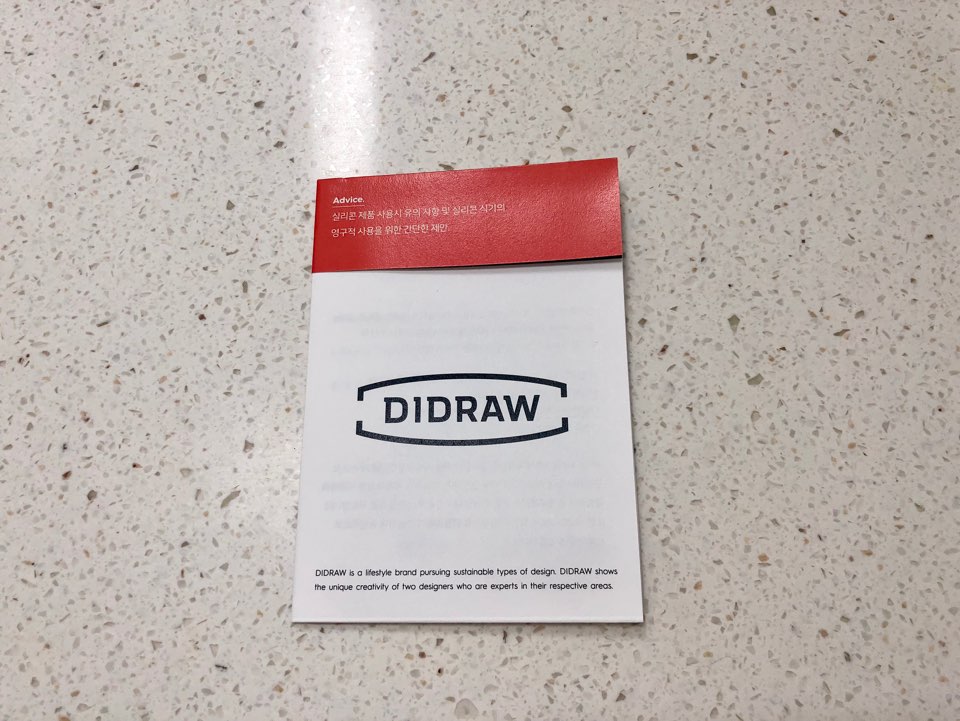 Advice.
실리콘 제품 사용시 유의 사항 및 실리콘 식기의
영구적 사용을 위한 간단한 제안
DIDRAW
DIDRAW is a lifestyle brand pursuing sustainable types of design. DIDRAW shows
the unique creativity of two designers who are experts in their respective areas.